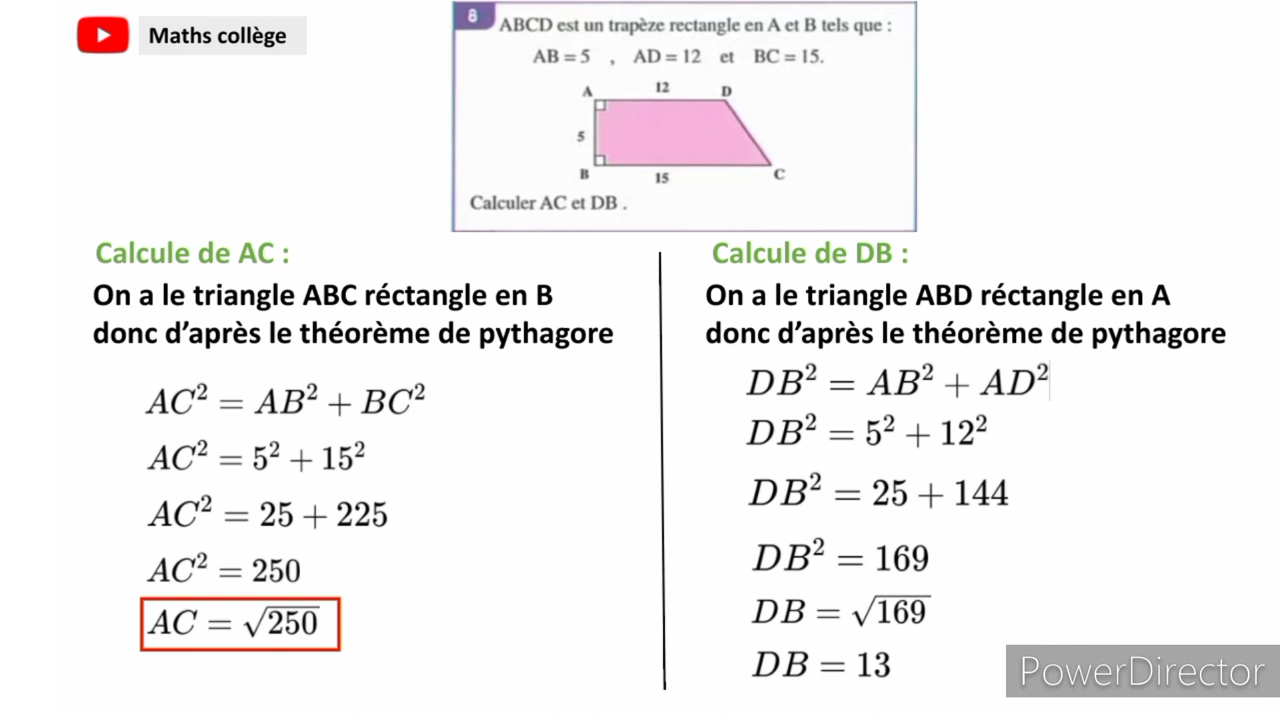 Maths collège
8
ABCD est un trapèze rectangle en A et B tels que :
AB = 5 , AD = 12 et BC = 15.
12
A
D
5
B
C
15
Calculer AC et DB .
Calcule de AC :
On a le triangle ABC réctangle en B
donc d’après le théorème de pythagore
AC² = AB² + BC²
AC² = 5² + 15²
AC² = 25 + 225
AC² = 250
AC = √250
Calcule de DB :
On a le triangle ABD réctangle en A
donc d’après le théorème de pythagore
DB² = AB² + AD²
DB² = 5² + 12²
DB² = 25 + 144
DB² = 169
DB = √169
DB = 13
PowerDirector